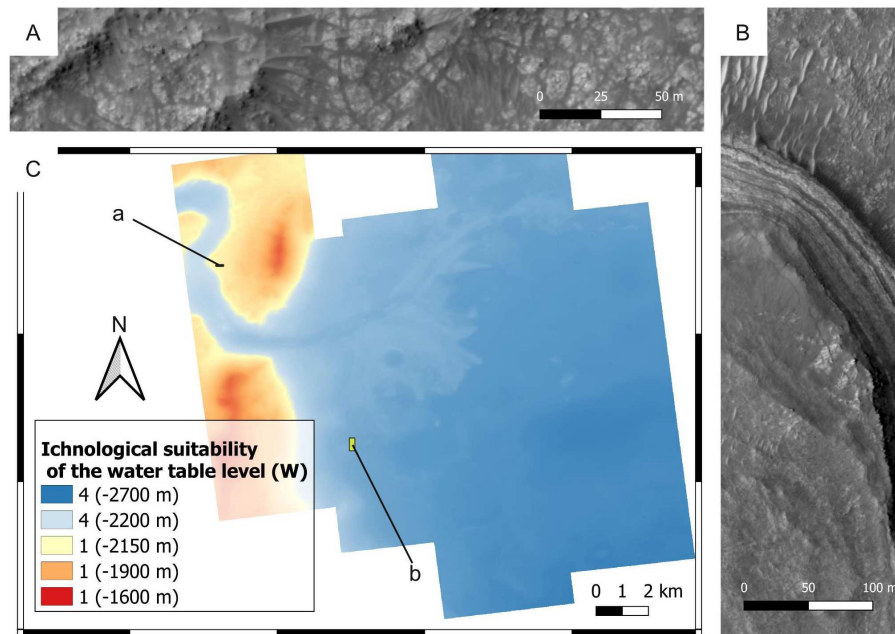 A
0 25 50 m
B
C
a
N
b
Ichnological suitability
of the water table level (W)
4 (-2700 m)
4 (-2200 m)
1 (-2150 m)
1 (-1900 m)
1 (-1600 m)
0 1 2 km
0 50 100 m